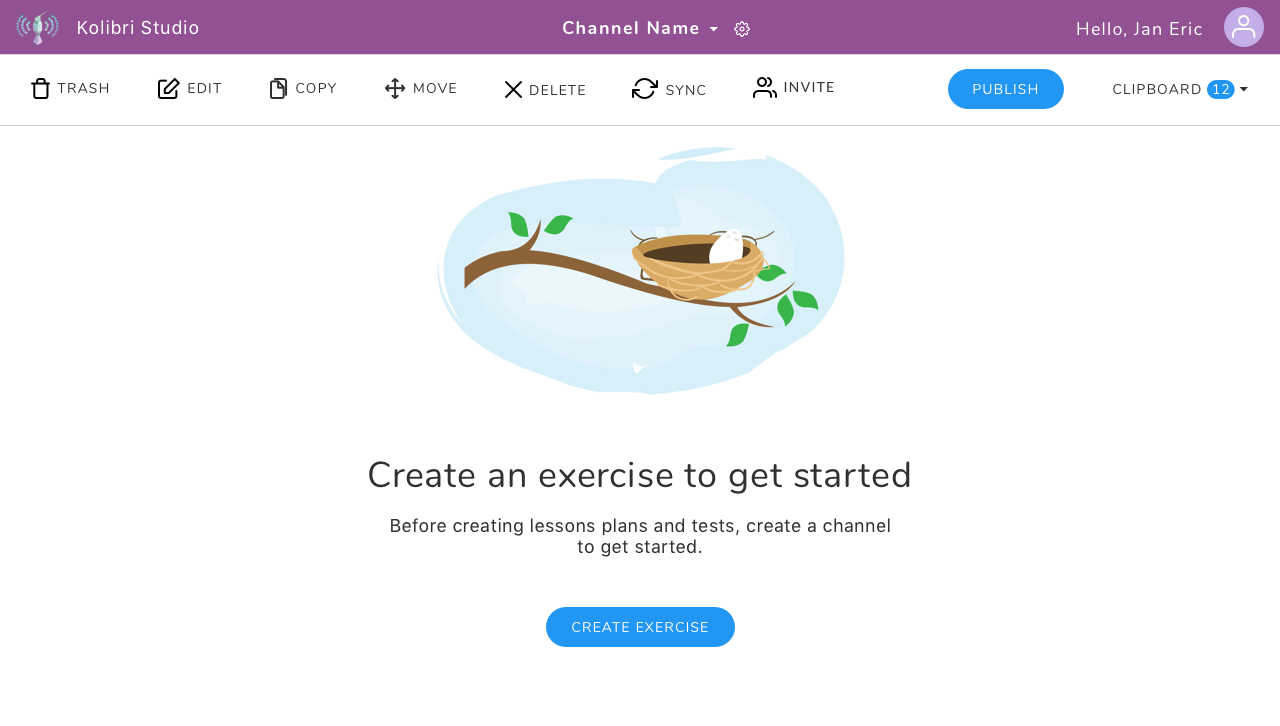 Kolibri Studio
Channel Name
Hello, Jan Eric
TRASH
EDIT
COPY
MOVE
DELETE
SYNC
INVITE
PUBLISH
CLIPBOARD 12
Create an exercise to get started
Before creating lessons plans and tests, create a channel
to get started.
CREATE EXERCISE